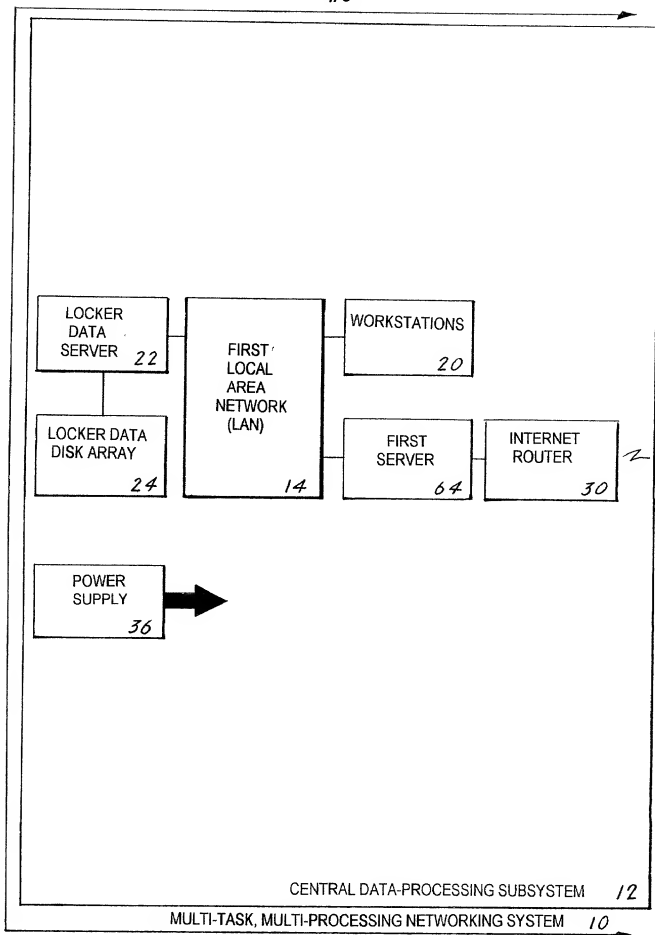 LOCKER
DATA
SERVER 22
FIRST
LOCAL
AREA
NETWORK
(LAN)
14
WORKSTATIONS
20
LOCKER DATA
DISK ARRAY
24
FIRST
SERVER
64
INTERNET
ROUTER
30
POWER
SUPPLY
36
CENTRAL DATA-PROCESSING SUBSYSTEM 12
MULTI-TASK, MULTI-PROCESSING NETWORKING SYSTEM 10